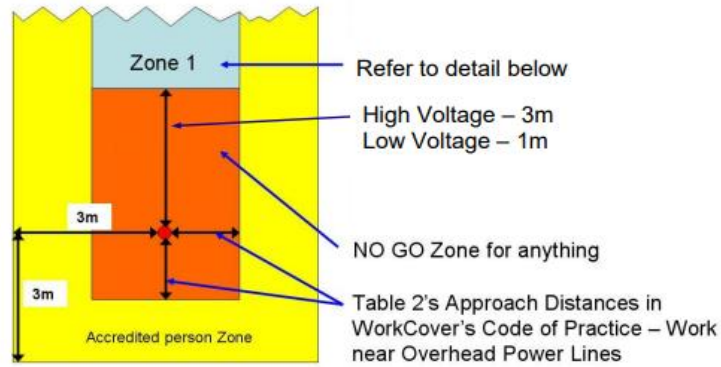 Zone 1
Refer to detail below
High Voltage – 3m
Low Voltage – 1m
3m
NO GO Zone for anything
3m
Table 2's Approach Distances in
WorkCover's Code of Practice – Work
near Overhead Power Lines
Accredited person Zone